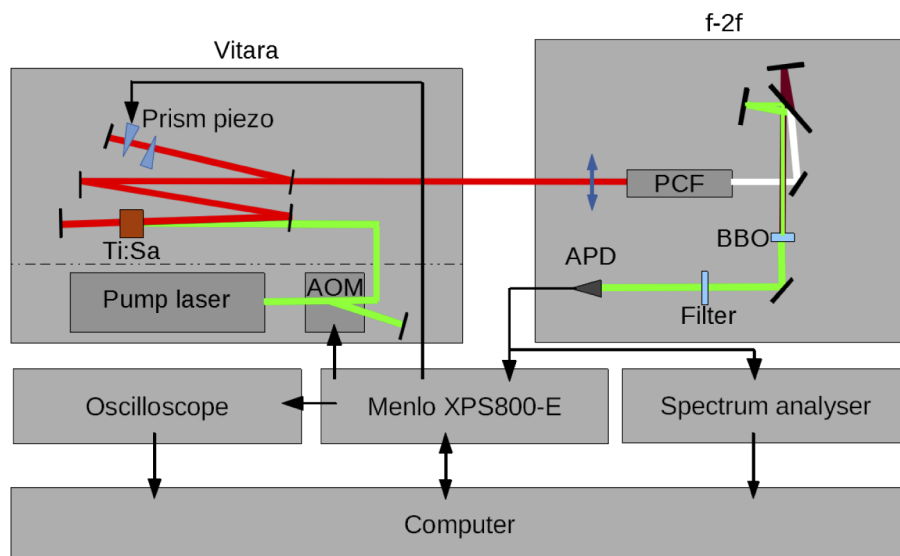 Vitara
f-2f
Prism piezo
PCF
Ti:Sa
BBO
APD
Pump laser
AOM
Filter
Oscilloscope
Menlo XPS800-E
Spectrum analyser
Computer